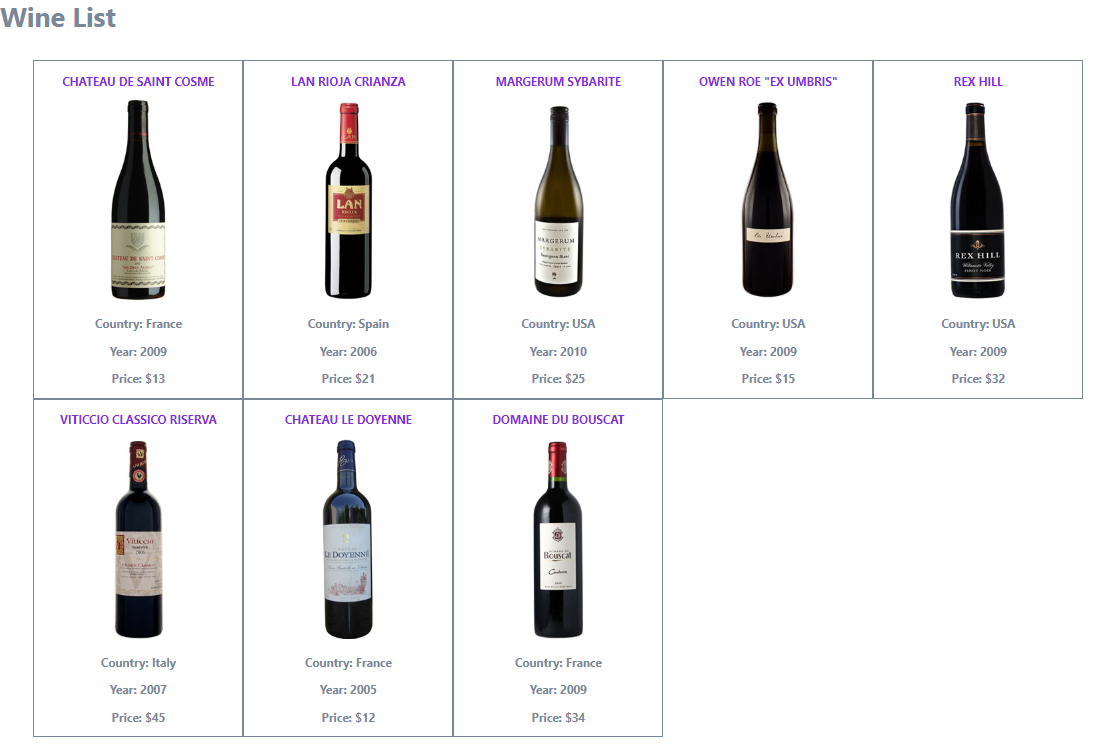 Wine List
CHATEAU DE SAINT COSME
LAN RIOJA CRIANZA
MARGERUM SYBARITE
OWEN ROE "EX UMBRIS"
REX HILL
LAN
LAN
RIOJA
CHATEAU DE SAINT COSME
MARGERUM
SYBARITE
Sauvignon Blanc
Ex Umbris
REX HILL
Willamette Valley
PINOT NOIR
Country: France
Year: 2009
Price: $13
Country: Spain
Year: 2006
Price: $21
Country: USA
Year: 2010
Price: $25
Country: USA
Year: 2009
Price: $15
Country: USA
Year: 2009
Price: $32
VITICCIO CLASSICO RISERVA
CHATEAU LE DOYENNE
DOMAINE DU BOUSCAT
Viticcio
LE DOYENNÉ
Bouscat
Country: Italy
Year: 2007
Price: $45
Country: France
Year: 2005
Price: $12
Country: France
Year: 2009
Price: $34